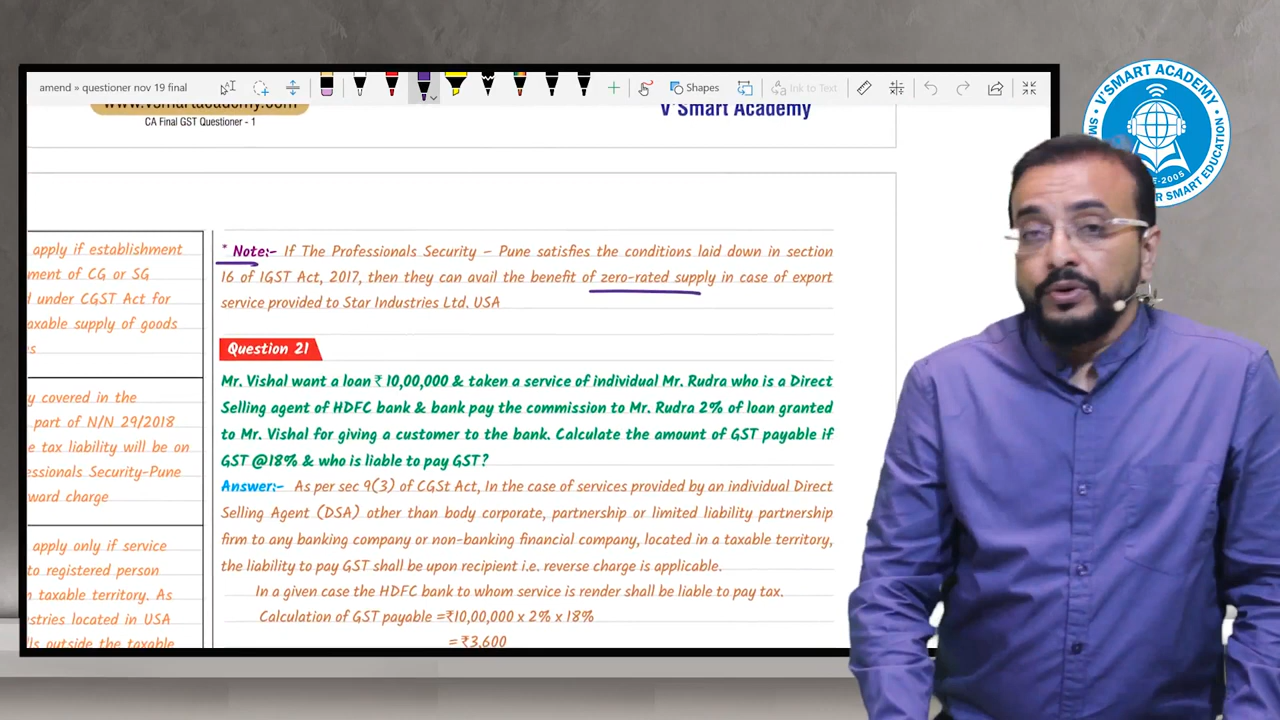 amend » questioner nov 19 final
Shapes
Ink to Text
www.vsmartacademy.com
CA Final GST Questioner - 1
V'Smart Academy
V'SMART ACADEMY
apply if establishment
ment of CG or SG
under CGST Act for
axable supply of goods
s
y covered in the
part of N/N 29/2018
e tax liability will be on
essionals Security-Pune
ward charge
apply only if service
to registered person
n taxable territory. As
stries located in USA
ls outside the taxable
* Note:- If The Professionals Security – Pune satisfies the conditions laid down in section
16 of IGST Act, 2017, then they can avail the benefit of zero-rated supply in case of export
service provided to Star Industries Ltd. USA
Question 21
Mr. Vishal want a loan ₹ 10,00,000 & taken a service of individual Mr. Rudra who is a Direct
Selling agent of HDFC bank & bank pay the commission to Mr. Rudra 2% of loan granted
to Mr. Vishal for giving a customer to the bank. Calculate the amount of GST payable if
GST @18% & who is liable to pay GST?
Answer:- As per sec 9(3) of CGSt Act, In the case of services provided by an individual Direct
Selling Agent (DSA) other than body corporate, partnership or limited liability partnership
firm to any banking company or non-banking financial company, located in a taxable territory,
the liability to pay GST shall be upon recipient i.e. reverse charge is applicable.
In a given case the HDFC bank to whom service is render shall be liable to pay tax.
Calculation of GST payable =₹10,00,000 x 2% x 18%
= ₹3,600